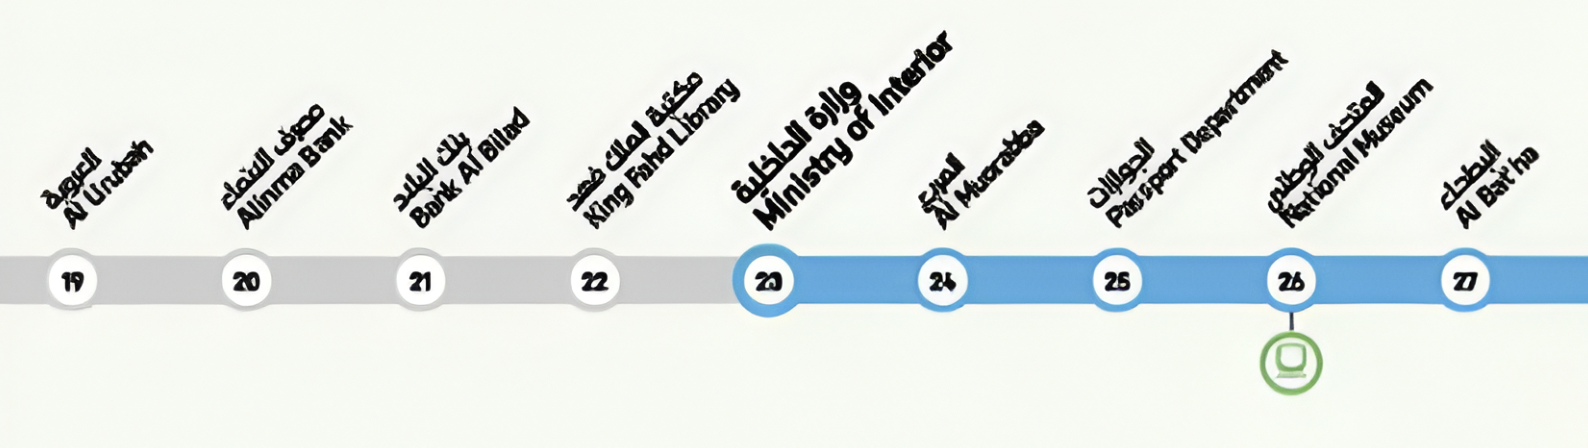 العروبة
Al Urubah
مصرف الإنماء
Alinma Bank
بنك البلاد
Bank Al Bilad
مكتبة الملك فهد
King Fahd Library
وزارة الداخلية
Ministry of Interior
المربع
Al Murabba
الجوازات
Passport Department
المتحف الوطني
National Museum
البطحاء
Al Bat'ha
19
20
21
22
23
24
25
26
27